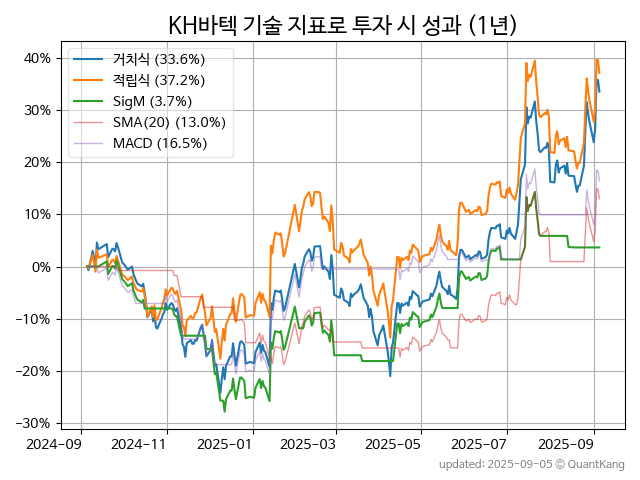 KH바텍 기술 지표로 투자 시 성과 (1년)
40%
30%
20%
10%
0%
−10%
−20%
−30%
거치식 (33.6%)
적립식 (37.2%)
SigM (3.7%)
SMA(20) (13.0%)
MACD (16.5%)
2024−09
2024−11
2025−01
2025−03
2025−05
2025−07
2025−09
updated: 2025-09-05 © QuantKang